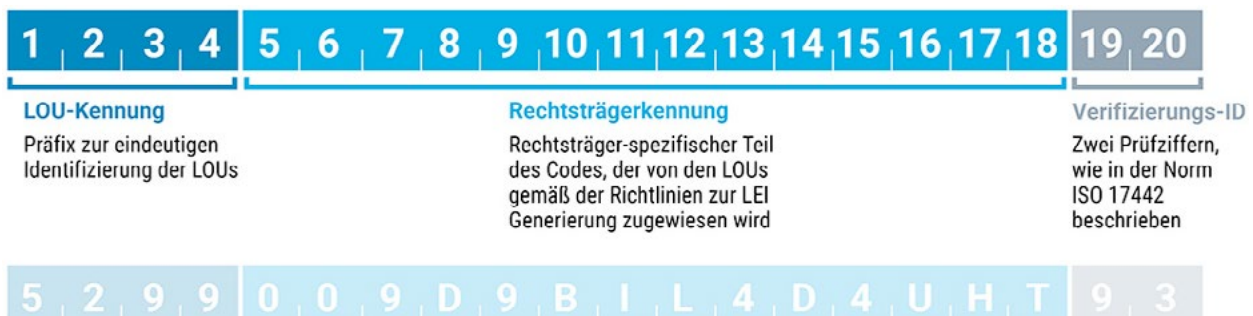 1 2 3 4 5 6 7 8 9 10 11 12 13 14 15 16 17 18 19 20
LOU-Kennung
Präfix zur eindeutigen
Identifizierung der LOUs
Rechtsträgerkennung
Rechtsträger-spezifischer Teil
des Codes, der von den LOUs
gemäß der Richtlinien zur LEI
Generierung zugewiesen wird
Verifizierungs-ID
Zwei Prüfziffern,
wie in der Norm
ISO 17442
beschrieben
5 2 9 9 0 0 9 D 9 B I L 4 D 4 U H T 9 3